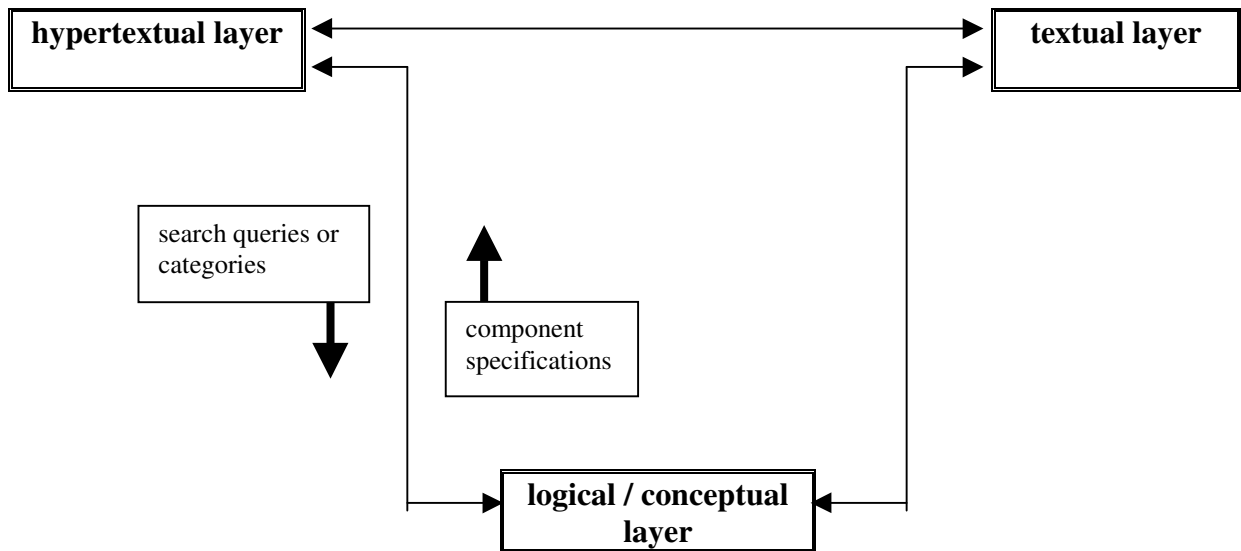 hypertextual layer
textual layer
search queries or
categories
component
specifications
logical / conceptual
layer